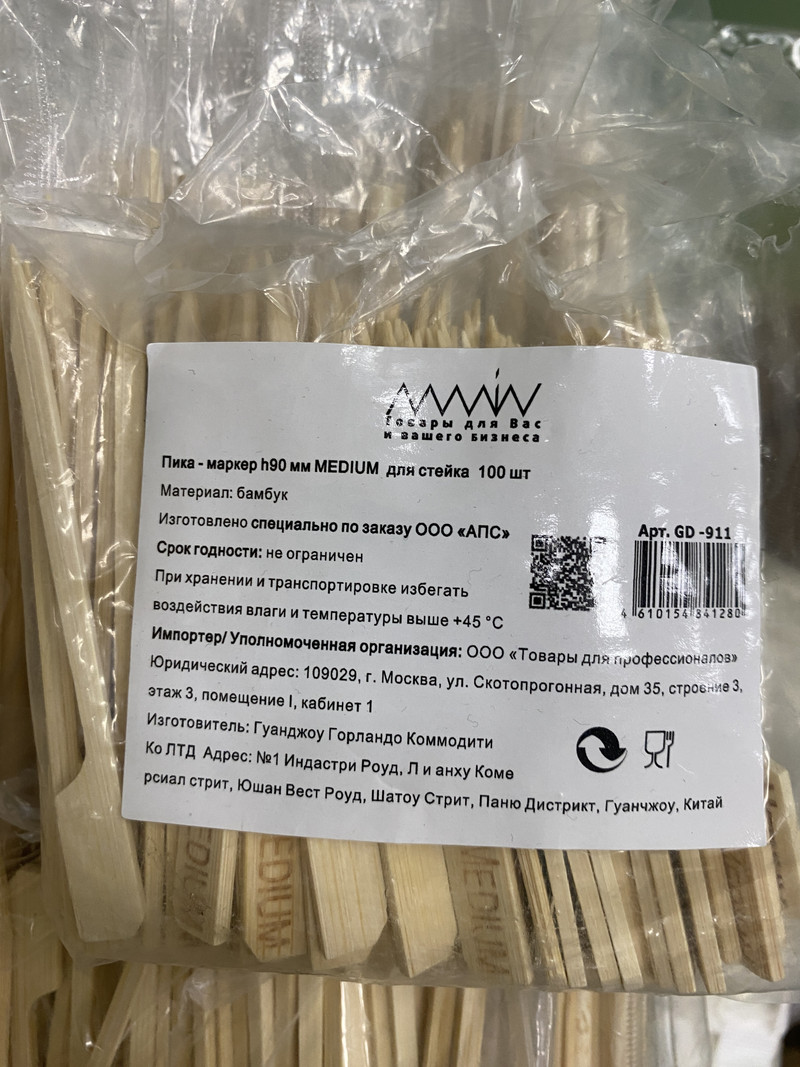 Товары для Вас
и вашего бизнеса
Пика - маркер h90 мм MEDIUM для стейка 100 шт
Материал: бамбук
Изготовлено специально по заказу ООО «АПС»
Срок годности: не ограничен
При хранении и транспортировке избегать
воздействия влаги и температуры выше +45 °C
Арт. GD -911
4 610154 841280
Импортер/ Уполномоченная организация: ООО «Товары для профессионалов»
Юридический адрес: 109029, г. Москва, ул. Скотопрогонная, дом 35, строение 3,
этаж 3, помещение I, кабинет 1
Изготовитель: Гуанджоу Горландо Коммодити
Ко ЛТД Адрес: №1 Индастри Роуд, Л и анху Коме
рсиал стрит, Юшан Вест Роуд, Шатоу Стрит, Паню Дистрикт, Гуанчжоу, Китай
MEDIUM